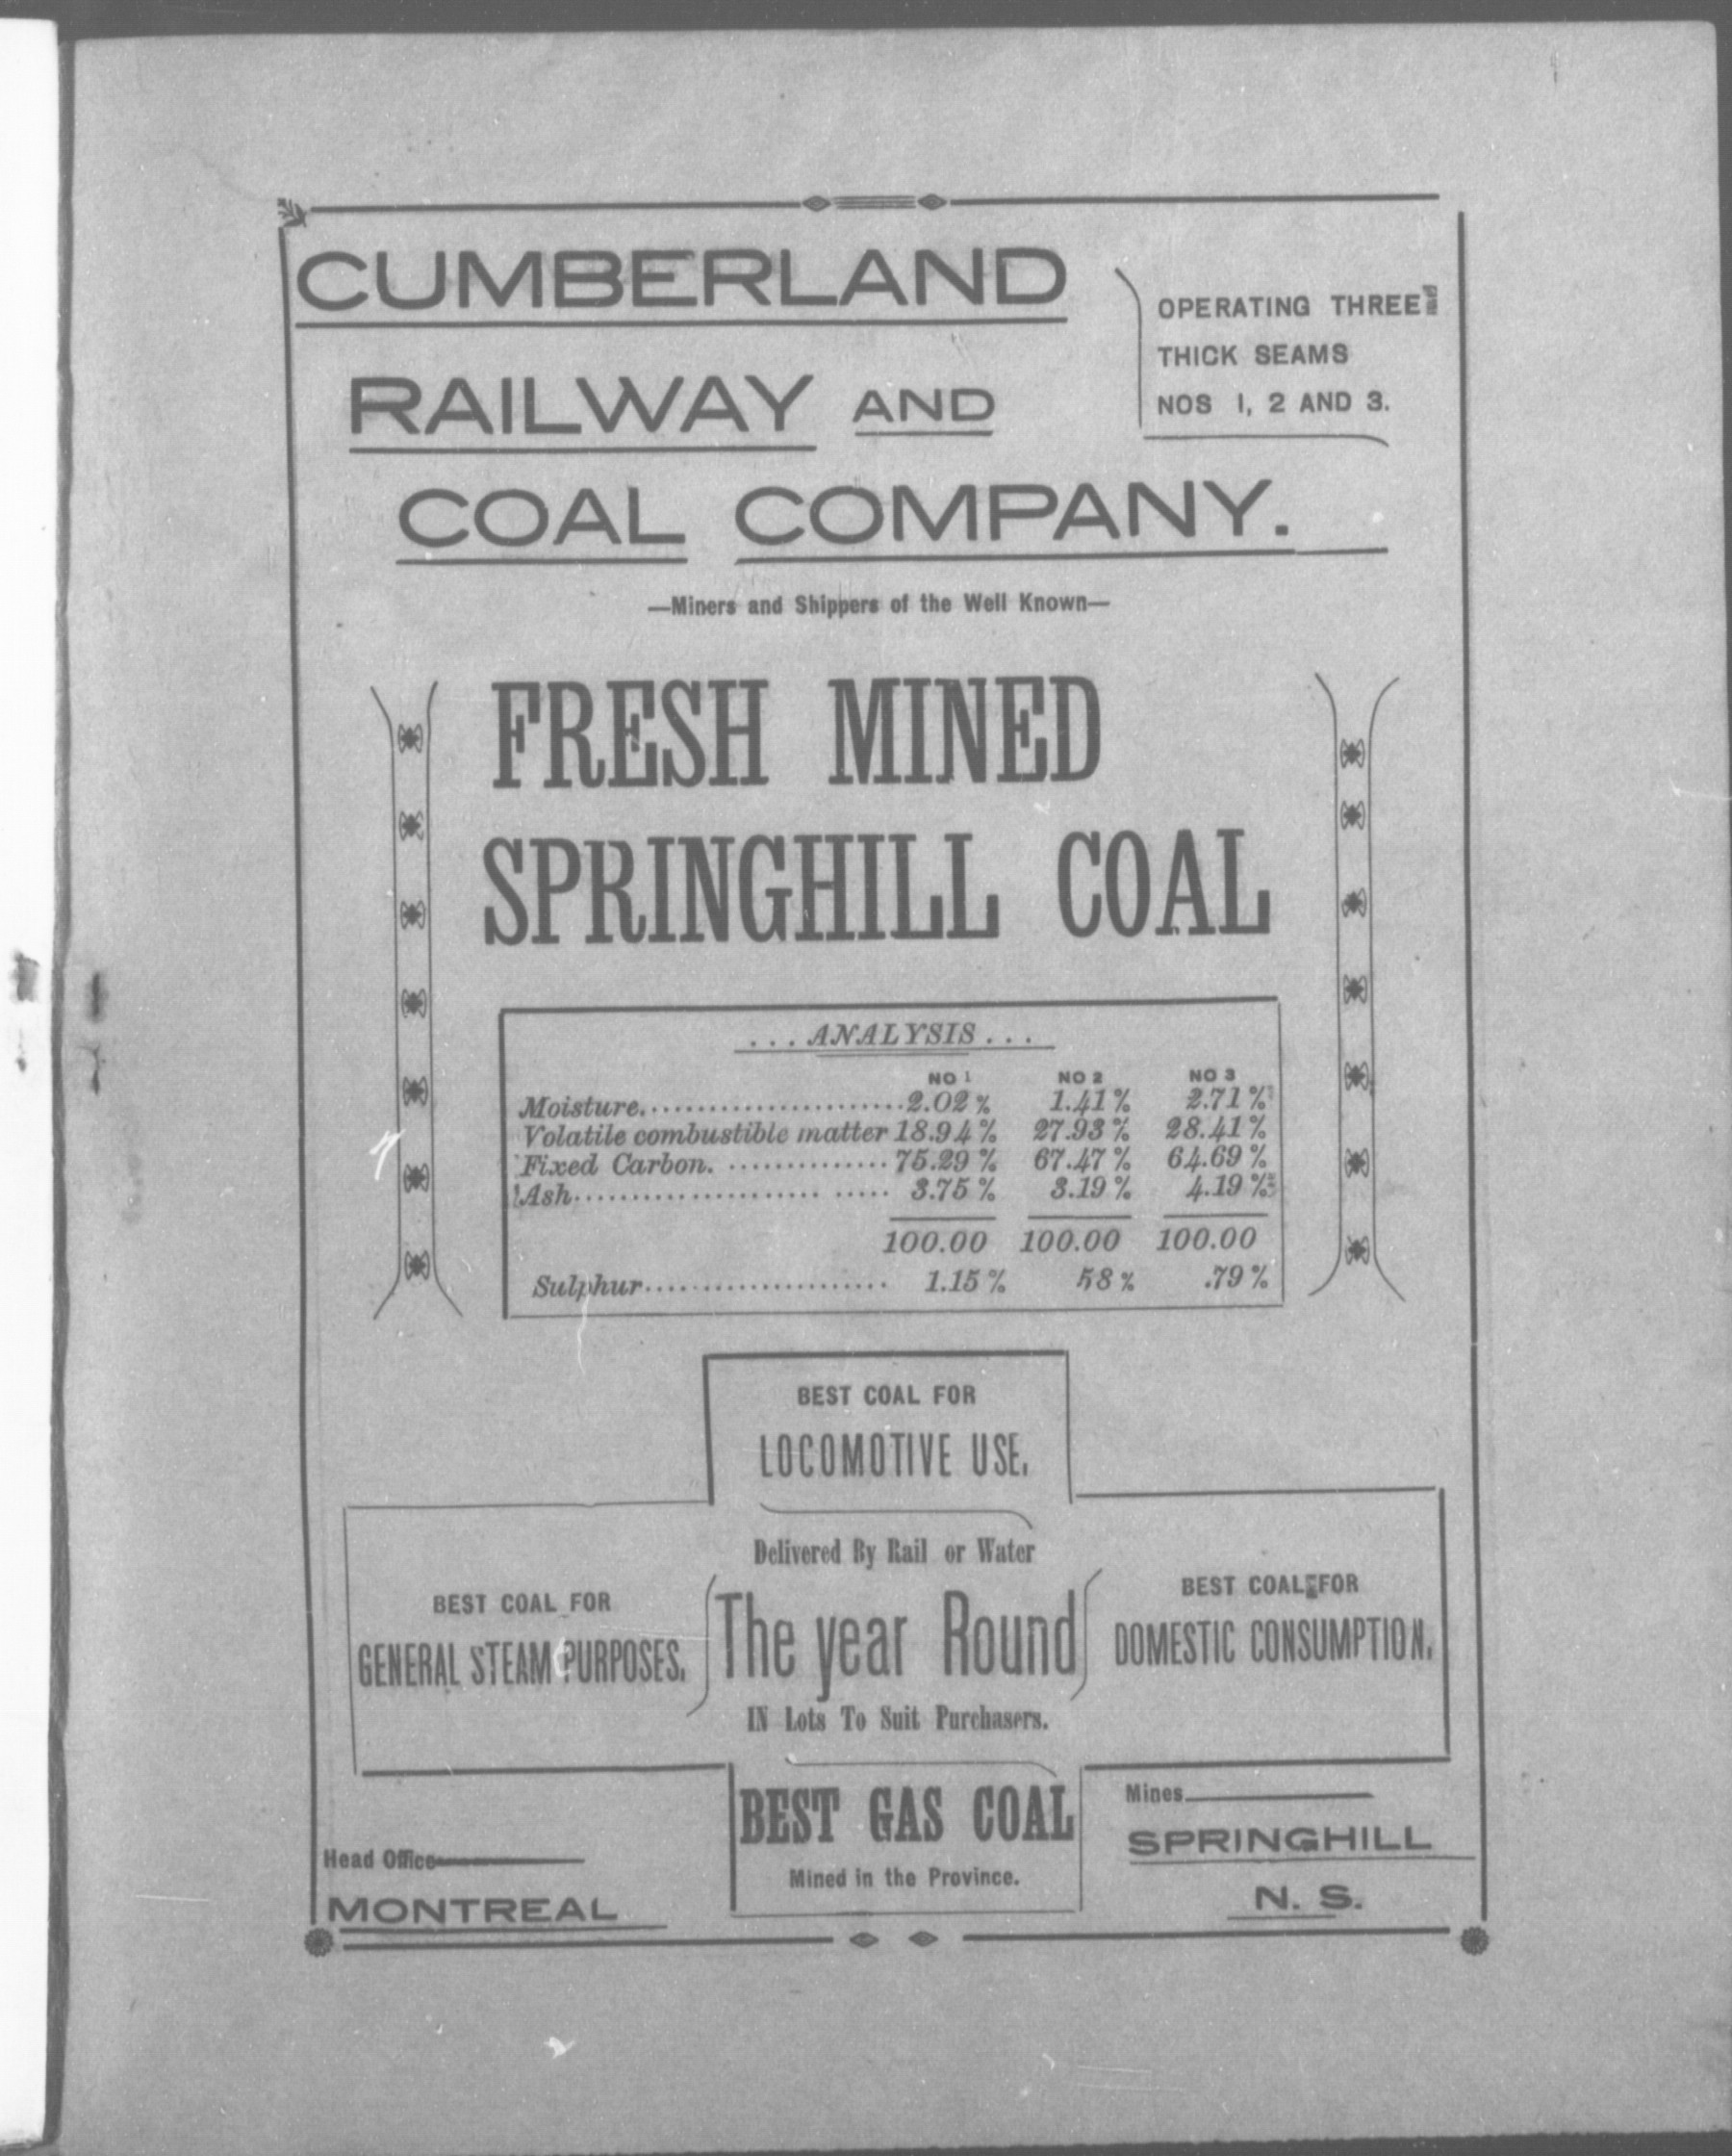 CUMBERLAND
RAILWAY AND
COAL COMPANY.
OPERATING THREE
THICK SEAMS
NOS 1, 2 AND 3.
—Miners and Shippers of the Well Known—
FRESH MINED
SPRINGHILL COAL
...ANALYSIS...
NO 1 NO 2 NO 3
Moisture........................2.02% 1.41% 2.71%
Volatile combustible matter 18.94% 27.93% 28.41%
Fixed Carbon. ..............75.29% 67.47% 64.69%
Ash...................... ..... 3.75% 3.19% 4.19%
100.00 100.00 100.00
Sulphur...................... 1.15% 58% .79%
BEST COAL FOR
LOCOMOTIVE USE.
BEST COAL FOR
GENERAL STEAM PURPOSES.
Delivered By Rail or Water
The year Round
IN Lots To Suit Purchasers.
BEST COAL FOR
DOMESTIC CONSUMPTION.
BEST GAS COAL
Mined in the Province.
Head Office
MONTREAL
Mines
SPRINGHILL
N. S.